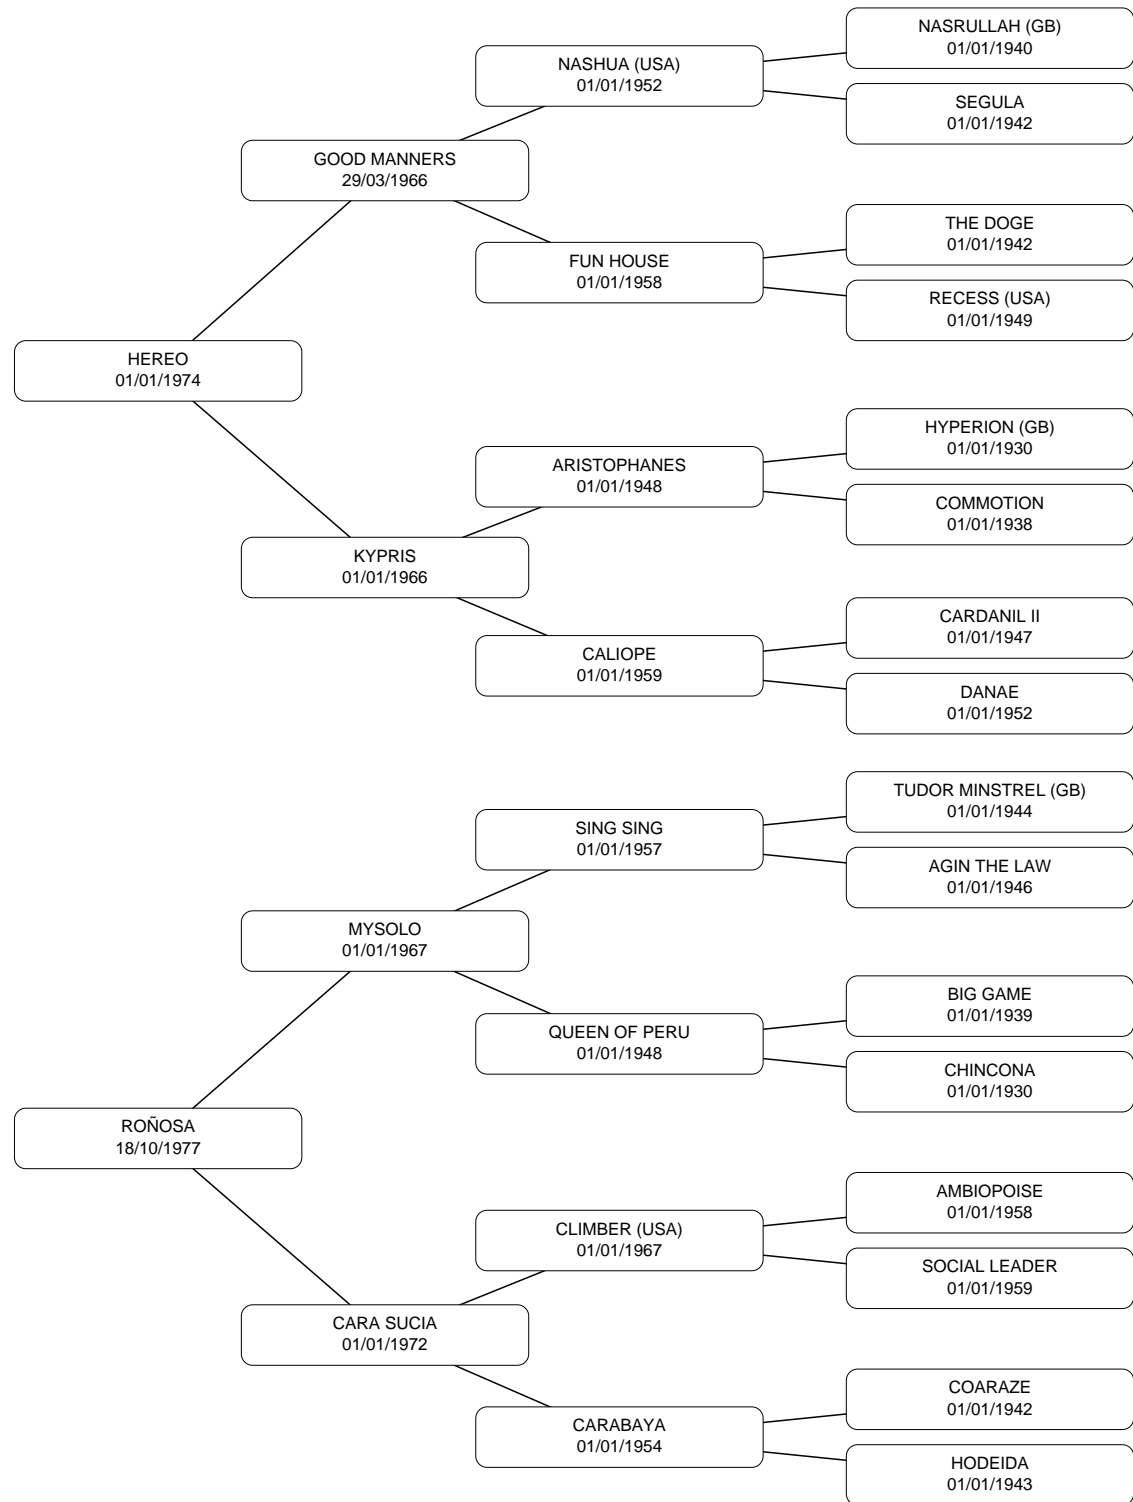 NASRULLAH (GB)
01/01/1940
NASHUA (USA)
01/01/1952
SEGULA
01/01/1942
GOOD MANNERS
29/03/1966
THE DOGE
01/01/1942
FUN HOUSE
01/01/1958
RECESS (USA)
01/01/1949
HEREO
01/01/1974
HYPERION (GB)
01/01/1930
ARISTOPHANES
01/01/1948
COMMOTION
01/01/1938
KYPRIS
01/01/1966
CARDANIL II
01/01/1947
CALIOPE
01/01/1959
DANAE
01/01/1952
TUDOR MINSTREL (GB)
01/01/1944
SING SING
01/01/1957
AGIN THE LAW
01/01/1946
MYSOLO
01/01/1967
BIG GAME
01/01/1939
QUEEN OF PERU
01/01/1948
CHINCONA
01/01/1930
ROÑOSA
18/10/1977
AMBIOPOISE
01/01/1958
CLIMBER (USA)
01/01/1967
SOCIAL LEADER
01/01/1959
CARA SUCIA
01/01/1972
COARAZE
01/01/1942
CARABAYA
01/01/1954
HODEIDA
01/01/1943